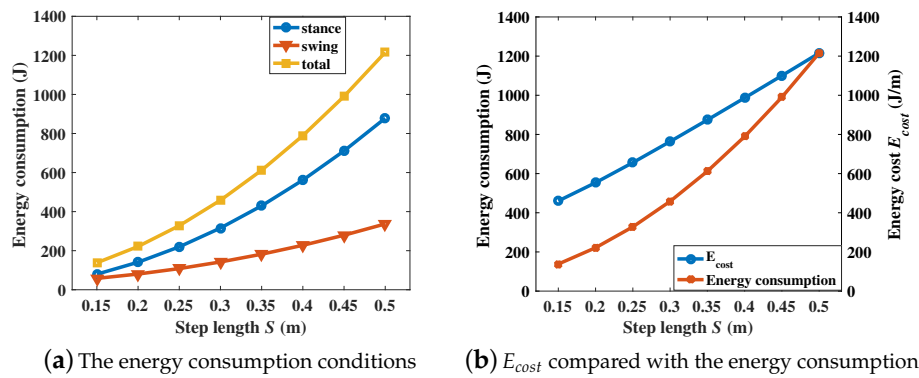 1400
1200
1000
800
600
400
200
0
Energy consumption (J)
stance
swing
total
0.15 0.2 0.25 0.3 0.35 0.4 0.45 0.5
Step length S (m)
(a) The energy consumption conditions
1400
1200
1000
800
600
400
200
0
Energy consumption (J)
E_cost
Energy consumption
1400
1200
1000
800
600
400
200
0
Energy cost E_cost (J/m)
0.15 0.2 0.25 0.3 0.35 0.4 0.45 0.5
Step length S (m)
(b) E_cost compared with the energy consumption